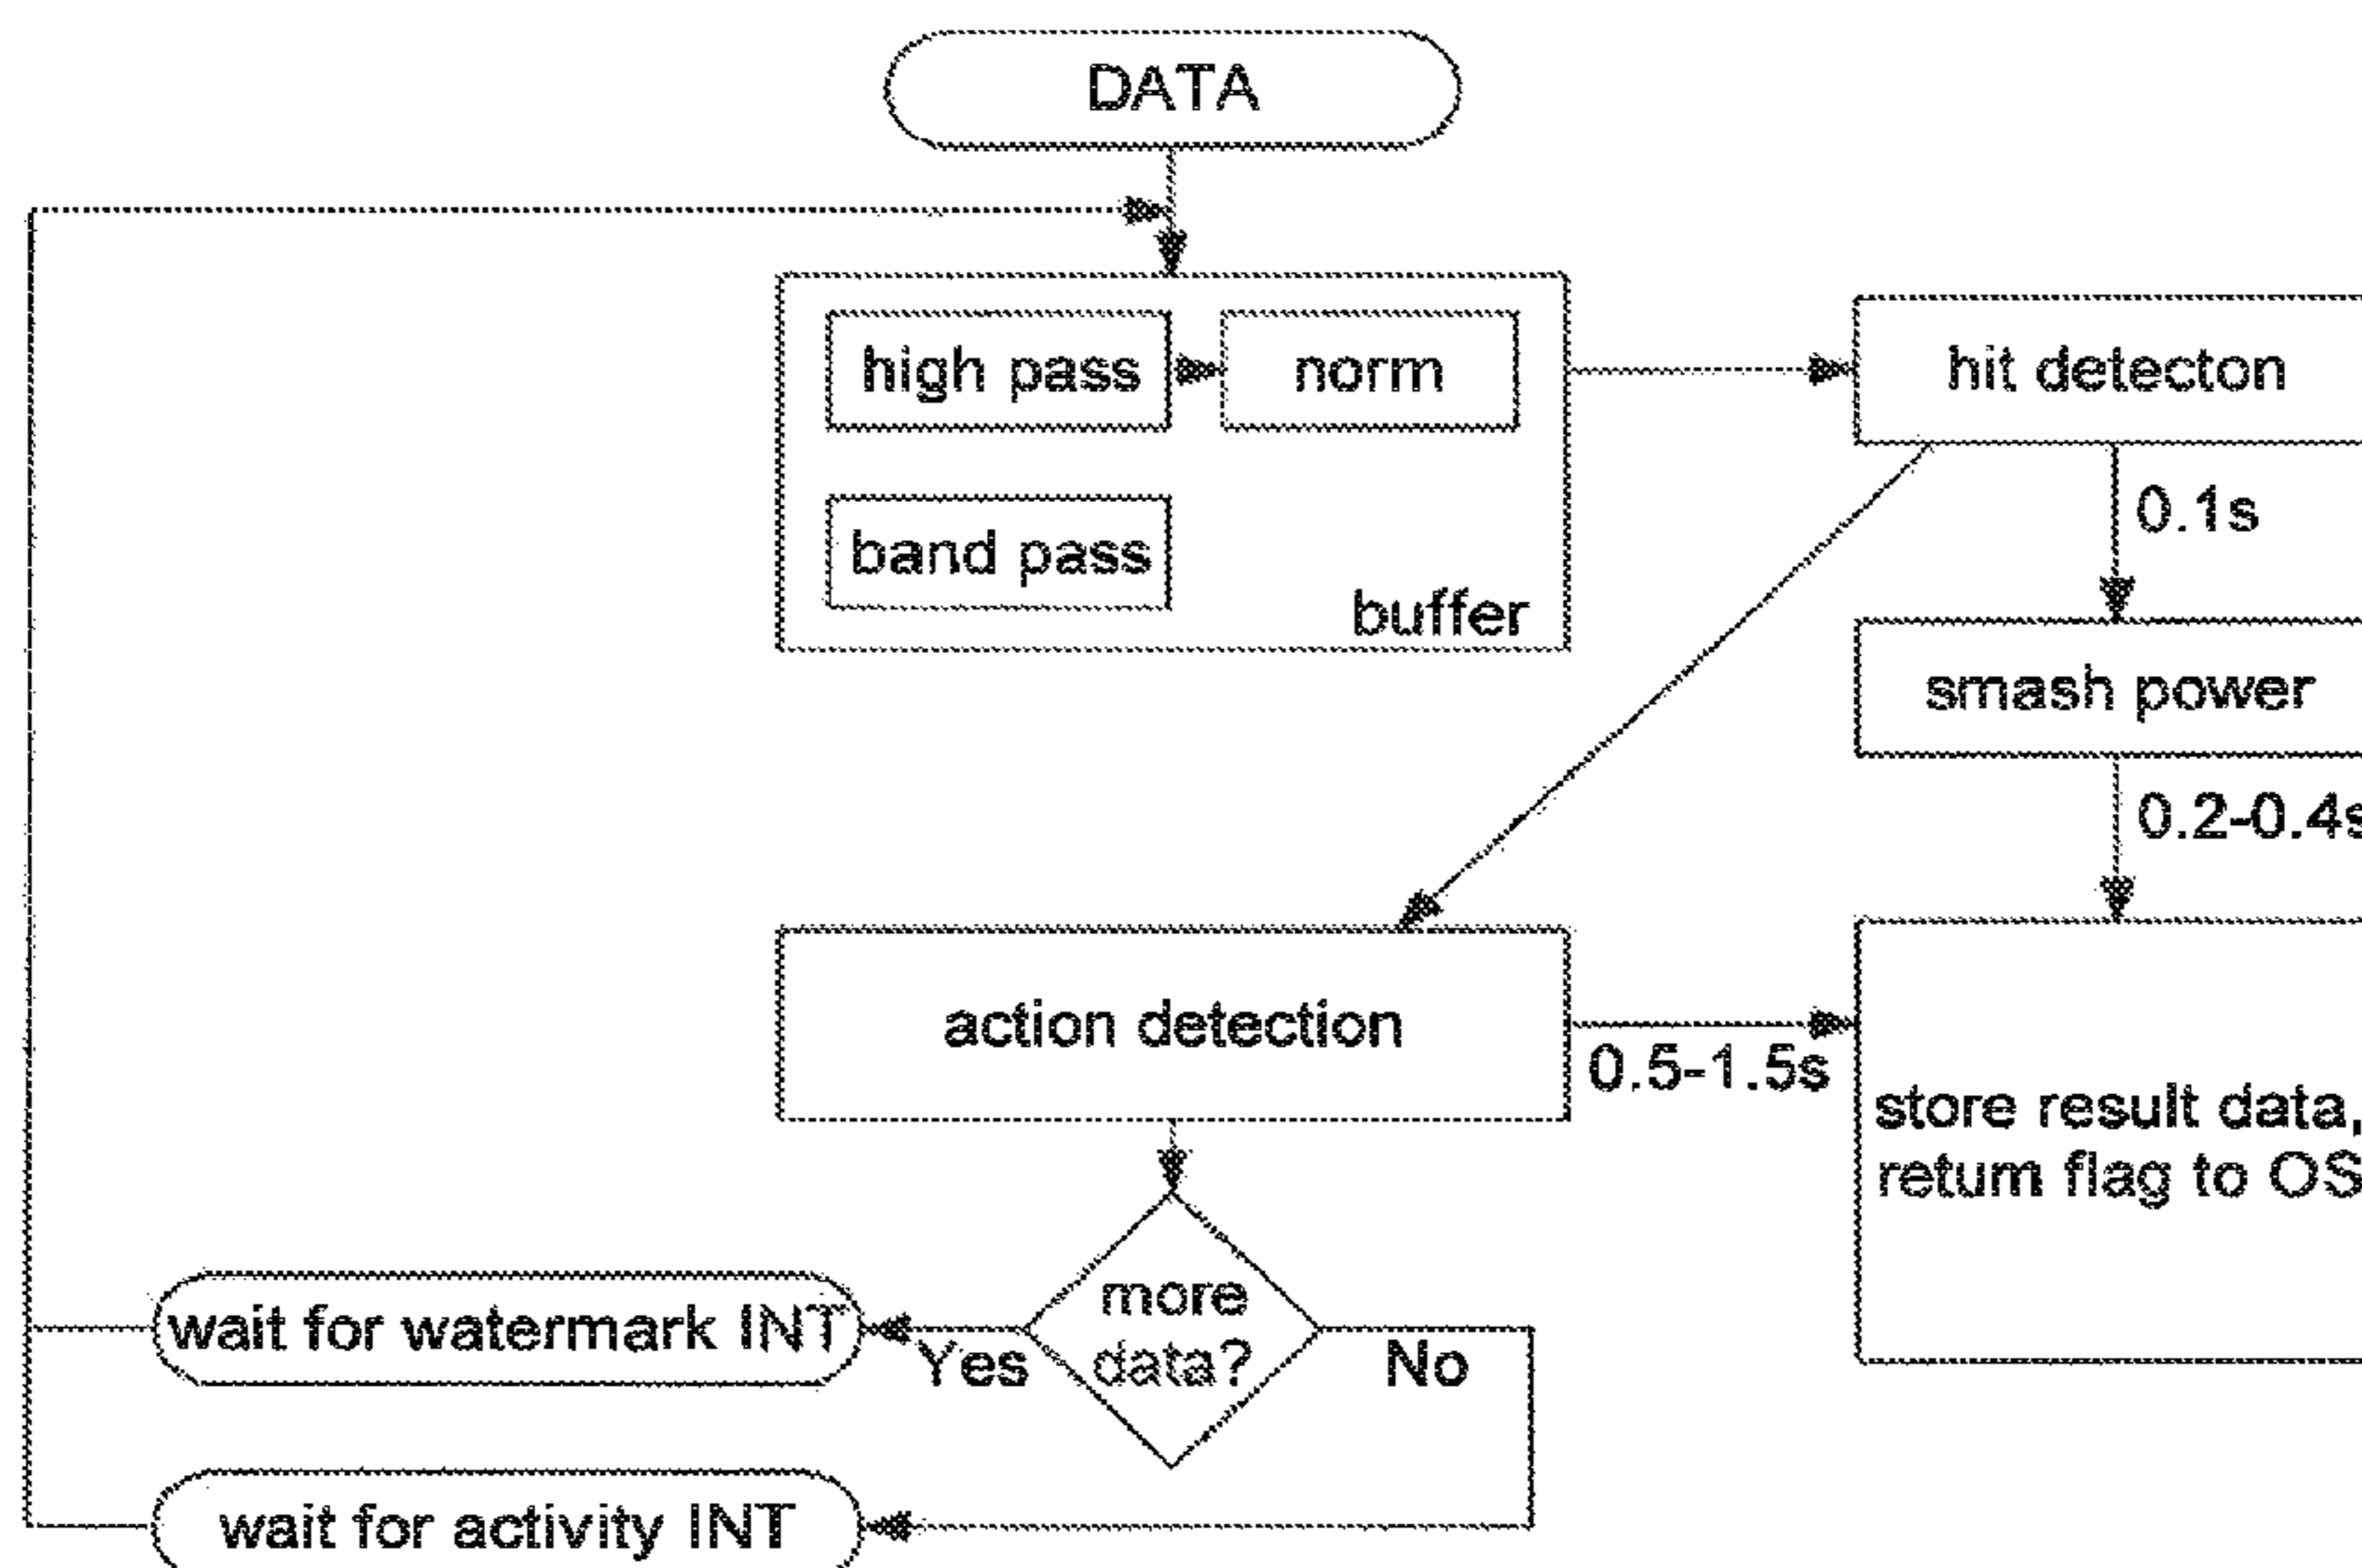 DATA
high pass
norm
hit detecton
band pass
buffer
0.1s
smash power
0.2-0.4s
action detection
0.5-1.5s
store result data,
return flag to OS
more
data?
Yes
No
wait for watermark INT
wait for activity INT